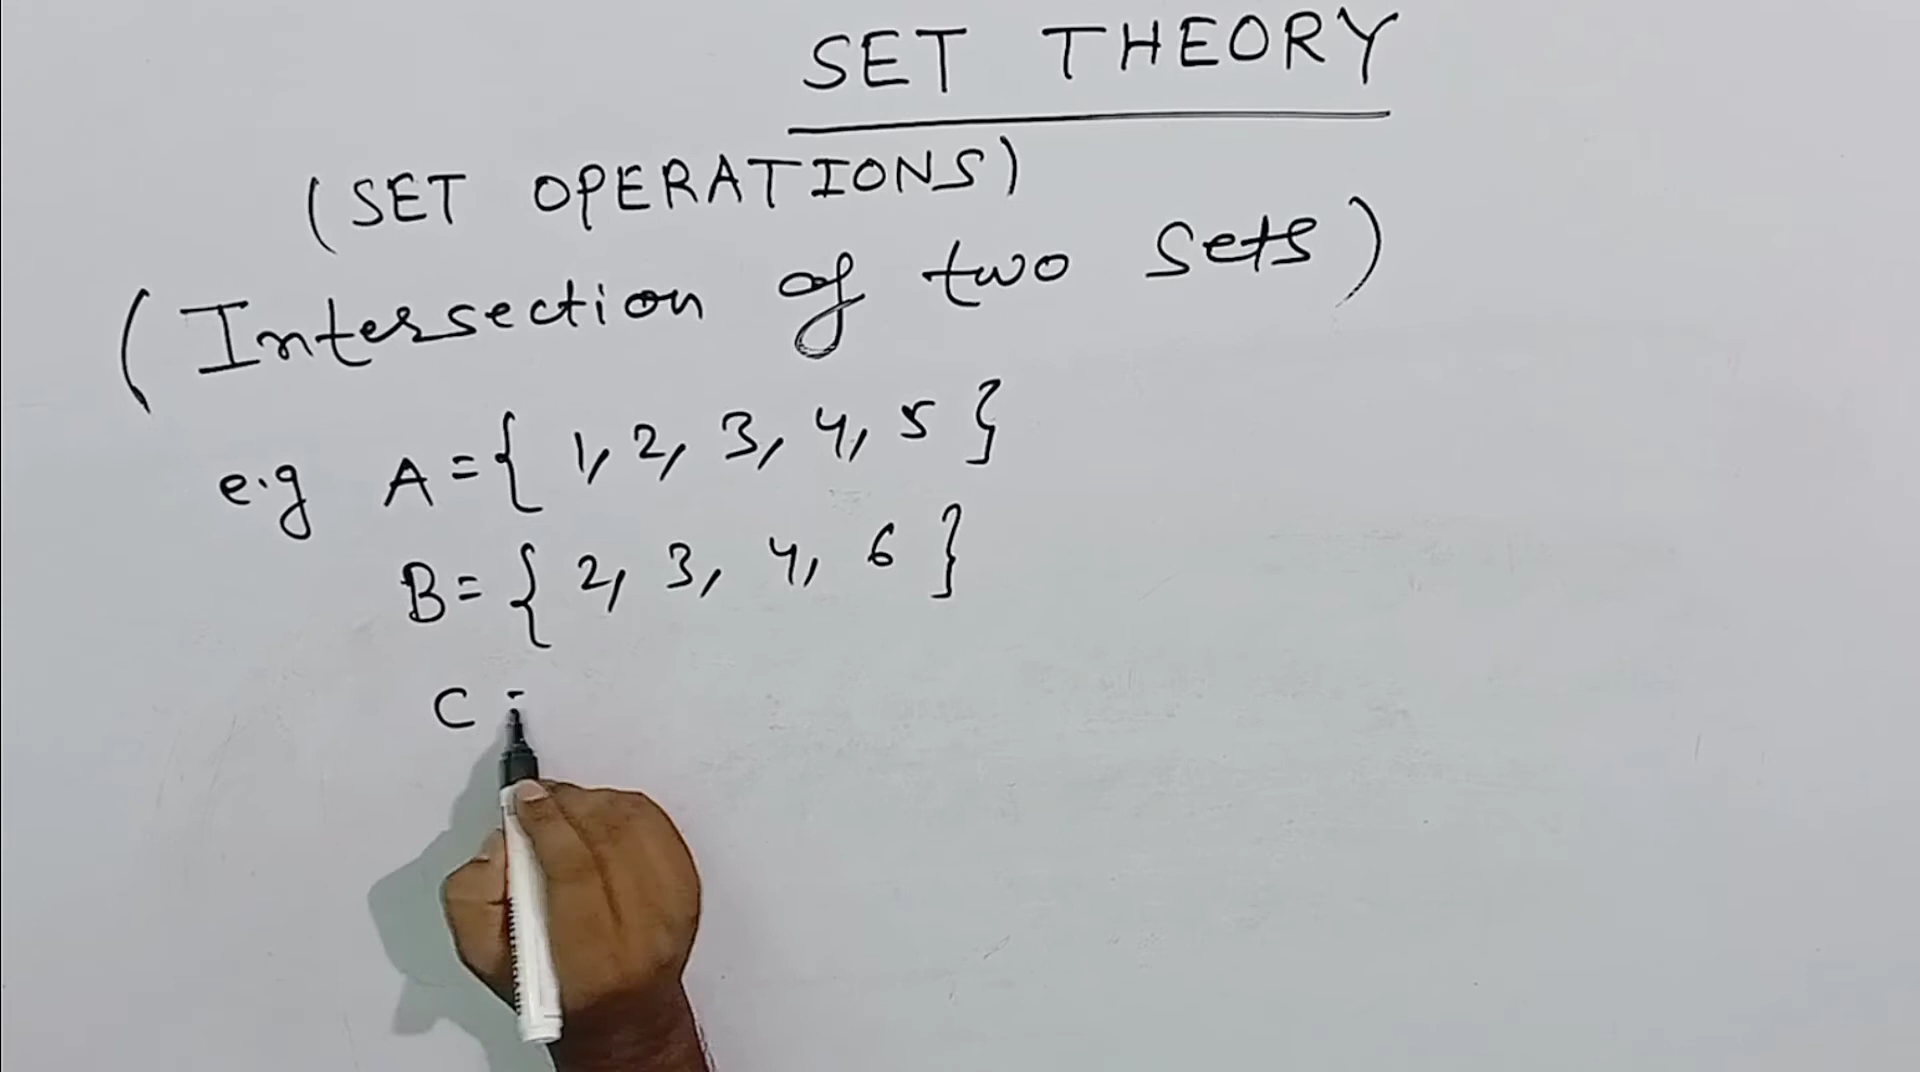 SET THEORY
(SET OPERATIONS)
(Intersection of two sets)
e.g A = { 1, 2, 3, 4, 5 }
B = { 2, 3, 4, 6 }
C =